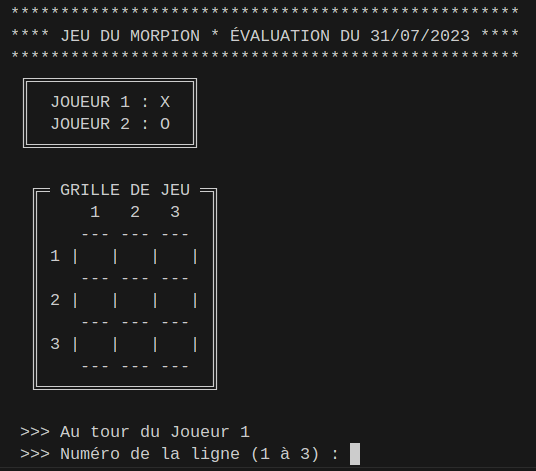 ***************************************************
**** JEU DU MORPION * ÉVALUATION DU 31/07/2023 ****
***************************************************
JOUEUR 1 : X
JOUEUR 2 : O
GRILLE DE JEU
1 2 3
--- --- ---
1 | | | |
--- --- ---
2 | | | |
--- --- ---
3 | | | |
--- --- ---
>>> Au tour du Joueur 1
>>> Numéro de la ligne (1 à 3) :